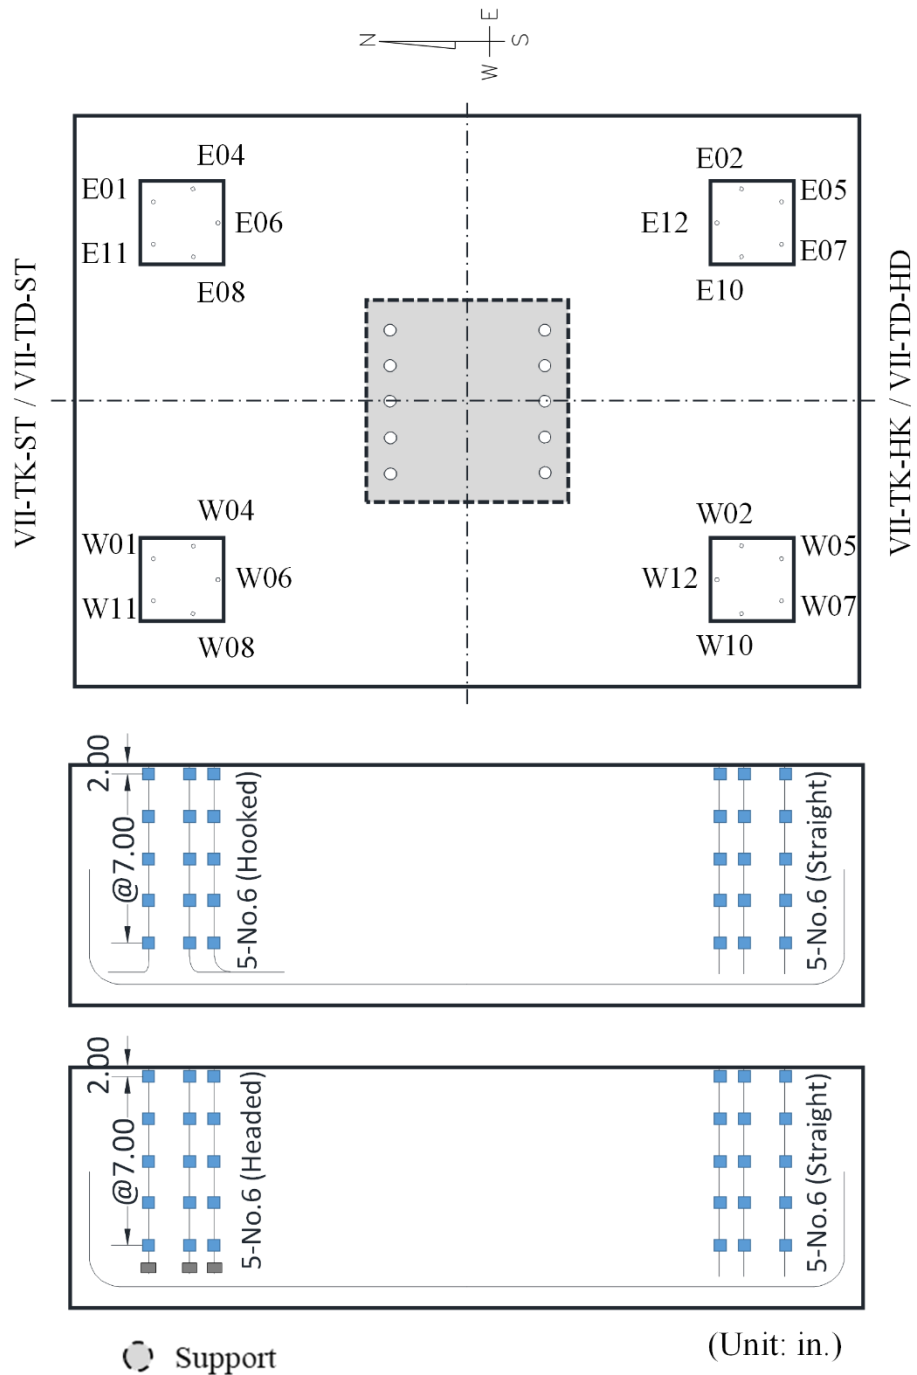 E
N
S
W
E04
E02
E01
E05
E06
E12
E11
E07
E08
E10
VII-TK-ST / VII-TD-ST
VII-TK-HK / VII-TD-HD
W04
W02
W01
W05
W06
W12
W11
W07
W08
W10
2.00
@7.00
5-No.6 (Hooked)
5-No.6 (Straight)
2.00
@7.00
5-No.6 (Headed)
5-No.6 (Straight)
Support
(Unit: in.)